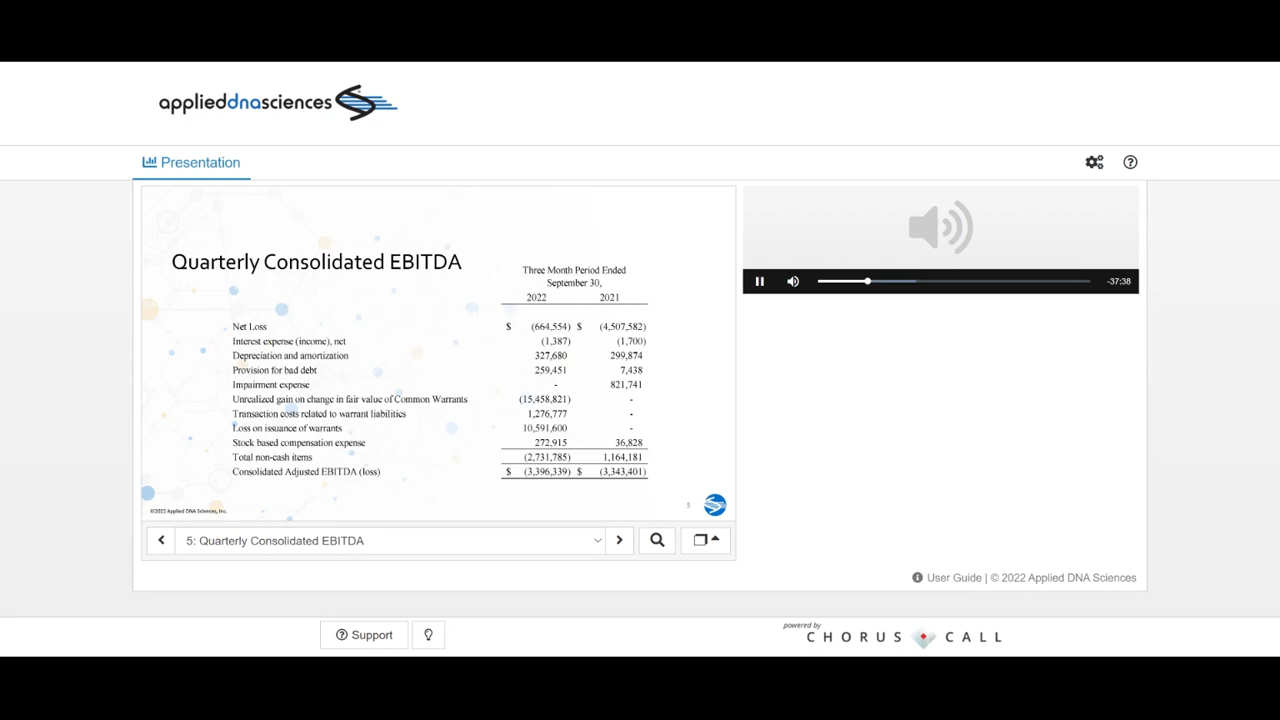 applieddnasciences
Presentation
Quarterly Consolidated EBITDA
Three Month Period Ended
September 30,
2022 2021
Net Loss $ (664,554) $ (4,507,582)
Interest expense (income), net (1,387) (1,700)
Depreciation and amortization 327,680 299,874
Provision for bad debt 259,451 7,438
Impairment expense - 821,741
Unrealized gain on change in fair value of Common Warrants (15,458,821) -
Transaction costs related to warrant liabilities 1,276,777 -
Loss on issuance of warrants 10,591,600 -
Stock based compensation expense 272,915 36,828
Total non-cash items (2,731,785) 1,164,181
Consolidated Adjusted EBITDA (loss) $ (3,396,339) $ (3,343,401)
©2022 Applied DNA Sciences, Inc.
5
-37:38
5: Quarterly Consolidated EBITDA
User Guide | © 2022 Applied DNA Sciences
Support
powered by
CHORUS CALL